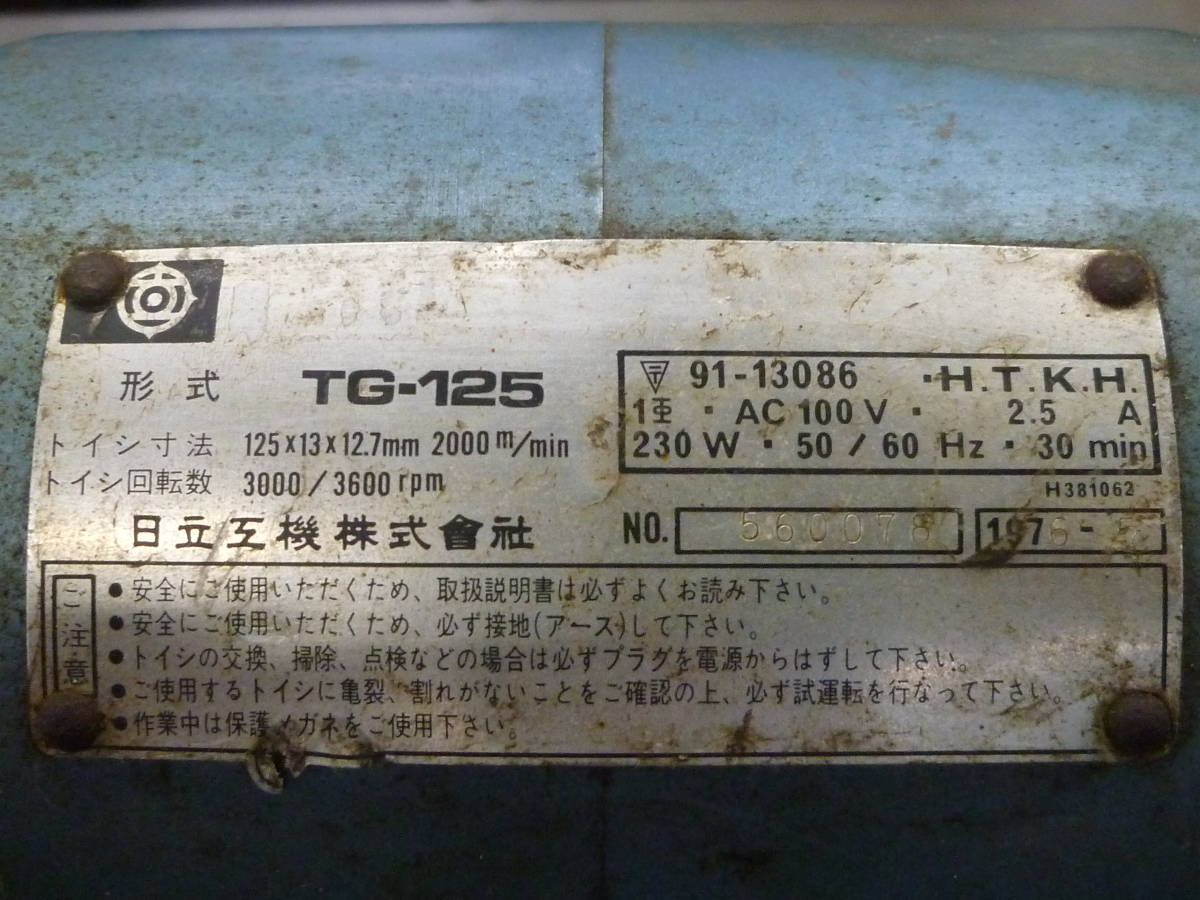 形式 TG-125
トイシ寸法 125×13×12.7mm 2000m/min
トイシ回転数 3000/3600rpm
日立工機株式會社
〒 91-13086 ・H.T.K.H.
1φ ・ AC 100 V ・ 2.5 A
230 W ・ 50 / 60 Hz ・ 30 min
H381062
NO. 560078 1976-
ご注意
●安全にご使用いただくため、取扱説明書は必ずよくお読み下さい。
●安全にご使用いただくため、必ず接地(アース)して下さい。
●トイシの交換、掃除、点検などの場合は必ずプラグを電源からはずして下さい。
●ご使用するトイシに亀裂、割れがないことをご確認の上、必ず試運転を行なって下さい。
●作業中は保護メガネをご使用下さい。